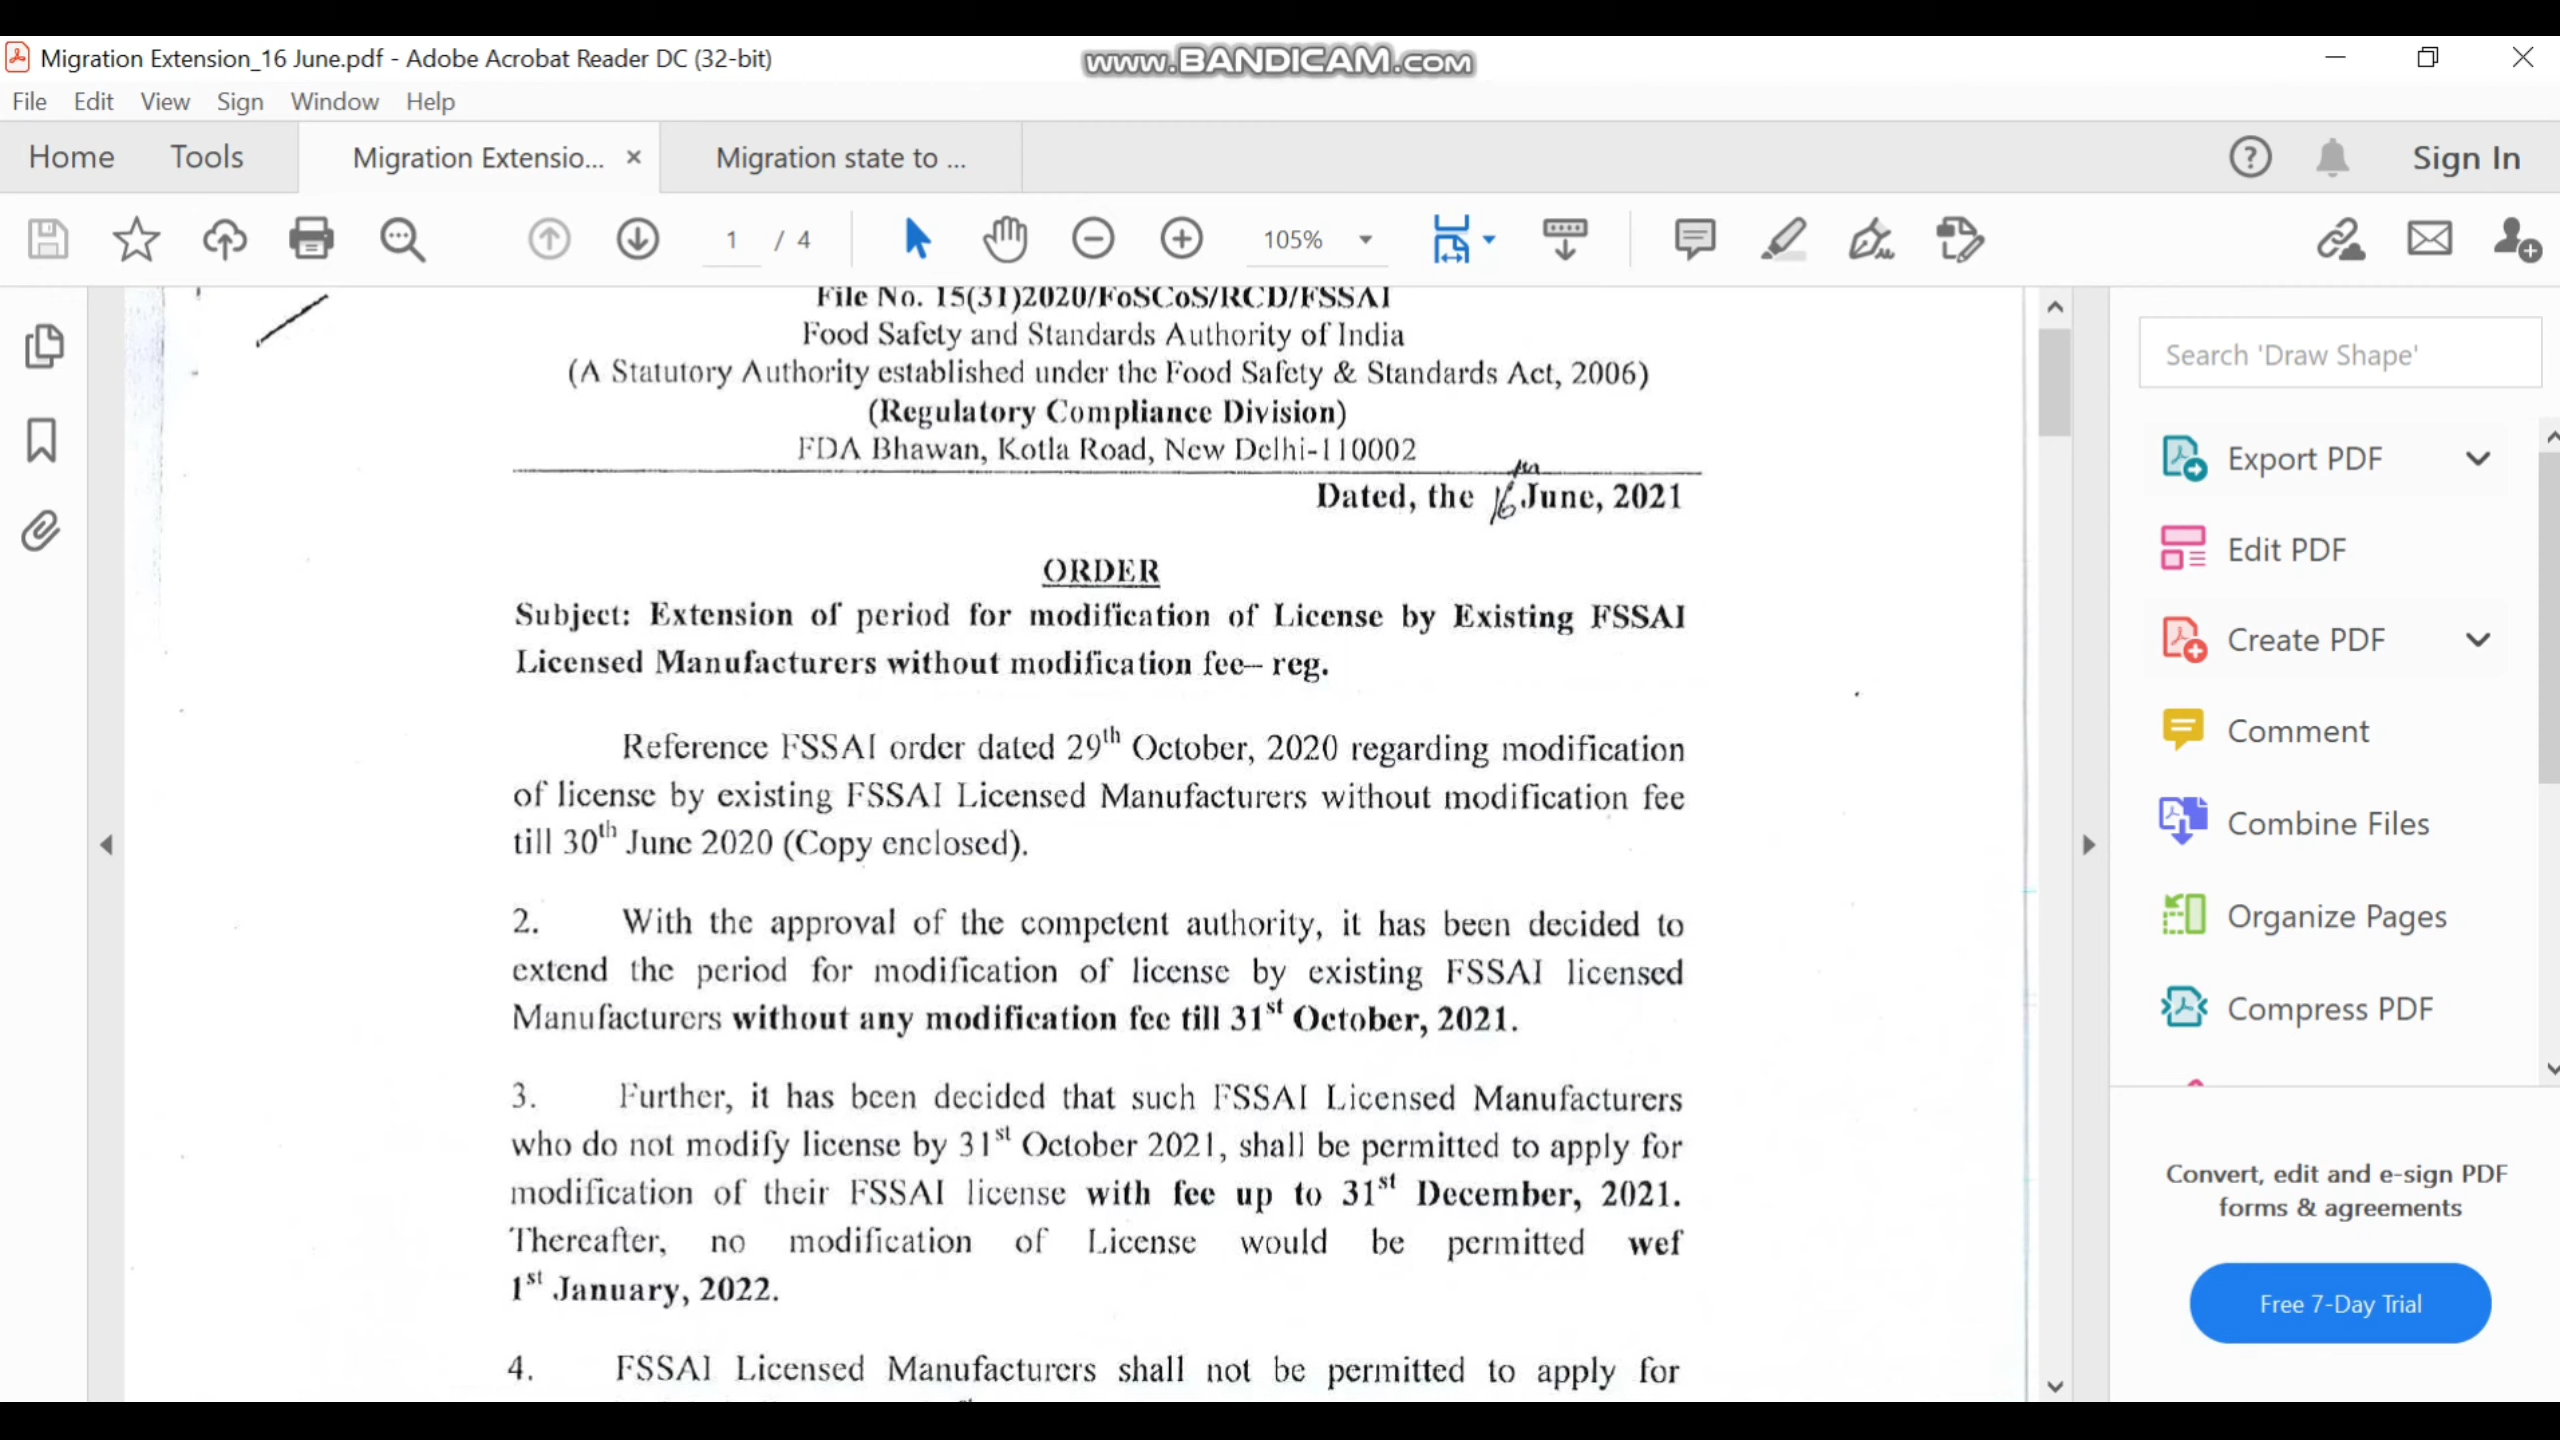 Migration Extension_16 June.pdf - Adobe Acrobat Reader DC (32-bit)
www.BANDICAM.com
File Edit View Sign Window Help
Home Tools Migration Extensio... × Migration state to ... Sign In
1 / 4 105%
File No. 15(31)2020/FoSCoS/RCD/FSSAI
Food Safety and Standards Authority of India
(A Statutory Authority established under the Food Safety & Standards Act, 2006)
(Regulatory Compliance Division)
FDA Bhawan, Kotla Road, New Delhi-110002
Dated, the 16 June, 2021
ORDER
Subject: Extension of period for modification of License by Existing FSSAI
Licensed Manufacturers without modification fee– reg.
Reference FSSAI order dated 29th October, 2020 regarding modification
of license by existing FSSAI Licensed Manufacturers without modification fee
till 30th June 2020 (Copy enclosed).
2. With the approval of the competent authority, it has been decided to
extend the period for modification of license by existing FSSAI licensed
Manufacturers without any modification fee till 31st October, 2021.
3. Further, it has been decided that such FSSAI Licensed Manufacturers
who do not modify license by 31st October 2021, shall be permitted to apply for
modification of their FSSAI license with fee up to 31st December, 2021.
Thereafter, no modification of License would be permitted wef
1st January, 2022.
4. FSSAI Licensed Manufacturers shall not be permitted to apply for
Search 'Draw Shape'
Export PDF
Edit PDF
Create PDF
Comment
Combine Files
Organize Pages
Compress PDF
Convert, edit and e-sign PDF
forms & agreements
Free 7-Day Trial